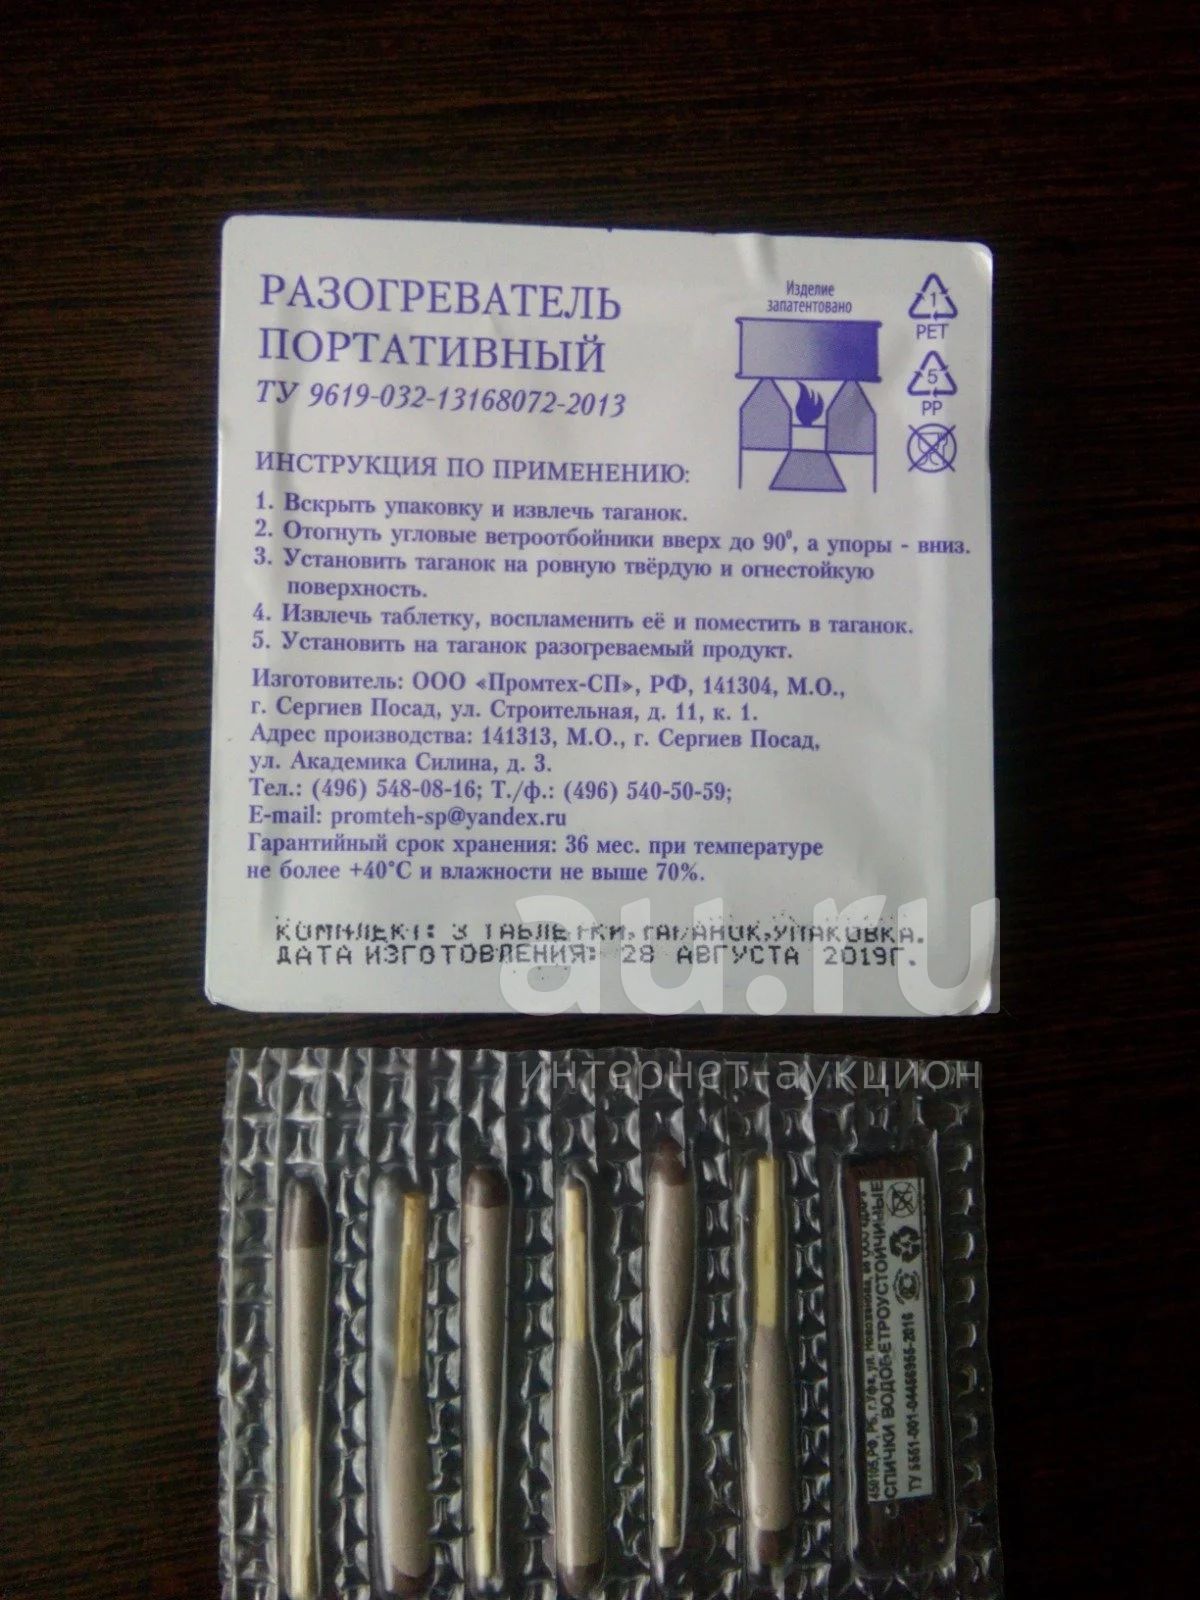 РАЗОГРЕВАТЕЛЬ
ПОРТАТИВНЫЙ
ТУ 9619-032-13168072-2013
Изделие
запатентовано
1
PET
5
PP
ИНСТРУКЦИЯ ПО ПРИМЕНЕНИЮ:
1. Вскрыть упаковку и извлечь таганок.
2. Отогнуть угловые ветроотбойники вверх до 90°, а упоры - вниз.
3. Установить таганок на ровную твёрдую и огнестойкую
поверхность.
4. Извлечь таблетку, воспламенить её и поместить в таганок.
5. Установить на таганок разогреваемый продукт.
Изготовитель: ООО «Промтех-СП», РФ, 141304, М.О.,
г. Сергиев Посад, ул. Строительная, д. 11, к. 1.
Адрес производства: 141313, М.О., г. Сергиев Посад,
ул. Академика Силина, д. 3.
Тел.: (496) 548-08-16; Т./ф.: (496) 540-50-59;
E-mail: promteh-sp@yandex.ru
Гарантийный срок хранения: 36 мес. при температуре
не более +40°С и влажности не выше 70%.
КОМПЛЕКТ: 3 ТАБЛЕТКИ,ТАГАНОК,УПАКОВКА.
ДАТА ИЗГОТОВЛЕНИЯ: 28 АВГУСТА 2019Г.
au.ru
интернет-аукцион
450105,РФ, РБ, г.Уфа, ул.
СПИЧКИ ВОДОВЕТРОУСТОЙЧИВЫЕ